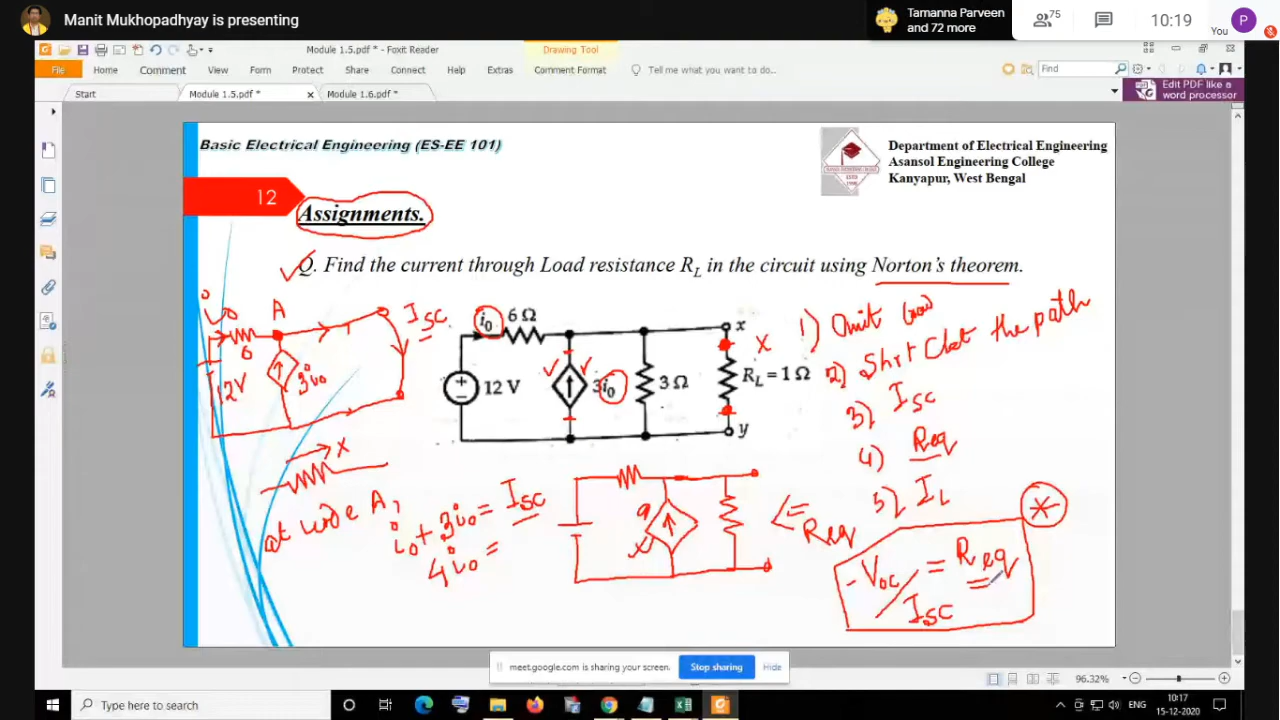 Manit Mukhopadhyay is presenting
Tamanna Parveen
and 72 more
75
10:19
You
P
Module 1.5.pdf * - Foxit Reader
Drawing Tool
File
Home
Comment
View
Form
Protect
Share
Connect
Help
Extras
Comment Format
Tell me what you want to do...
Find
Start
Module 1.5.pdf *
Module 1.6.pdf *
Edit PDF like a
word processor
Basic Electrical Engineering (ES-EE 101)
Department of Electrical Engineering
Asansol Engineering College
Kanyapur, West Bengal
12
Assignments.
Q. Find the current through Load resistance RL in the circuit using Norton's theorem.
i0
A
ISC
6
12V
3i0
i0
6 Ω
12 V
3i0
3 Ω
x
X
RL = 1 Ω
y
1) Omit load
2) Shrt Ckt the path
3) ISC
4) Req
5) IL
X
at node A,
i0 + 3i0 = ISC
4i0 =
<= Req
-VOC/ISC = Req
*
meet.google.com is sharing your screen.
Stop sharing
Hide
96.32%
Type here to search
ENG
10:17
15-12-2020